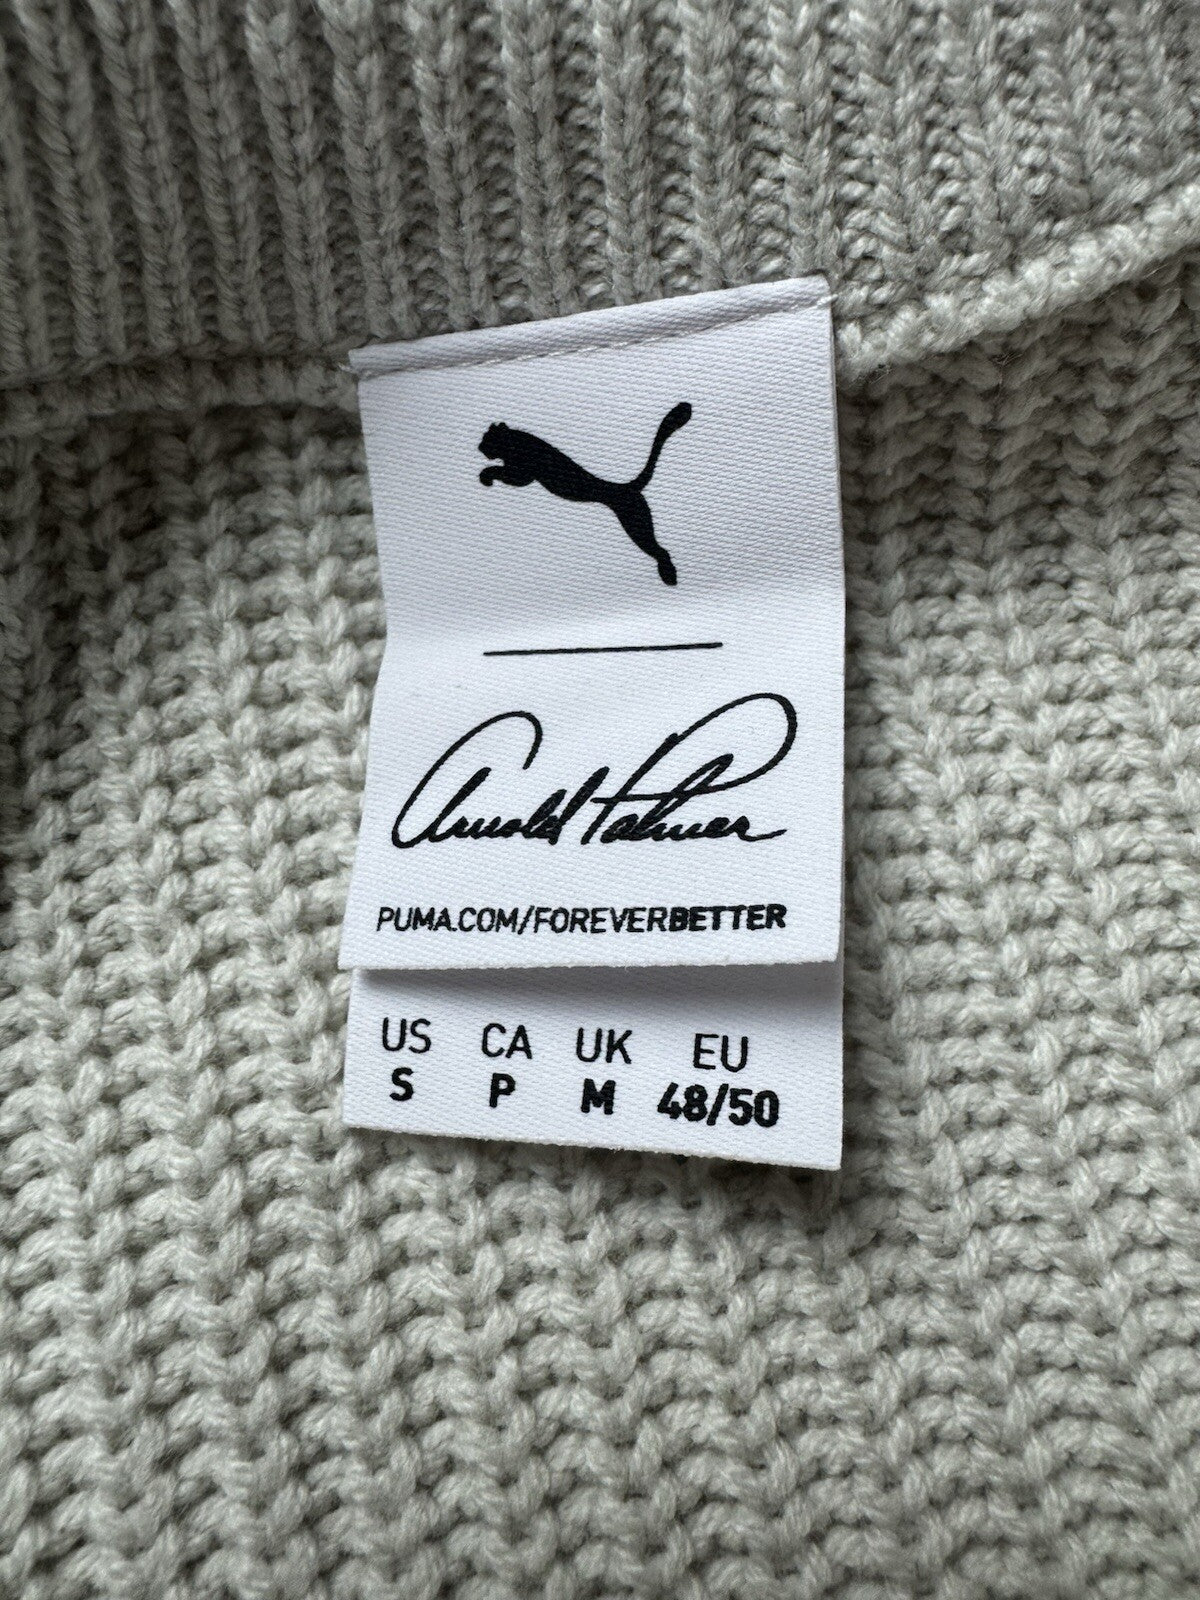 Arnold Palmer
PUMA.COM/FOREVERBETTER
US CA UK EU
S P M 48/50